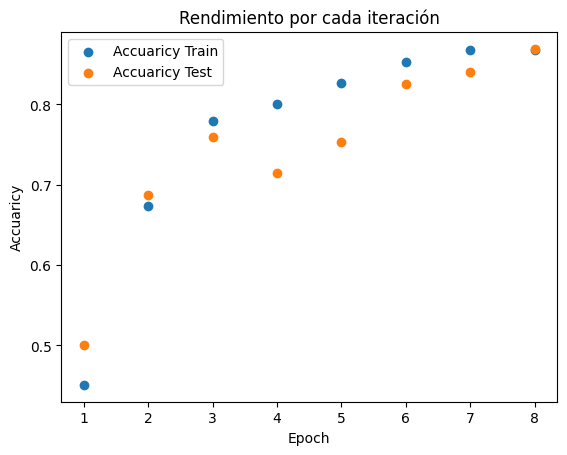 Rendimiento por cada iteración
Accuaricy Train
Accuaricy Test
Accuaricy
0.8
0.7
0.6
0.5
1 2 3 4 5 6 7 8
Epoch